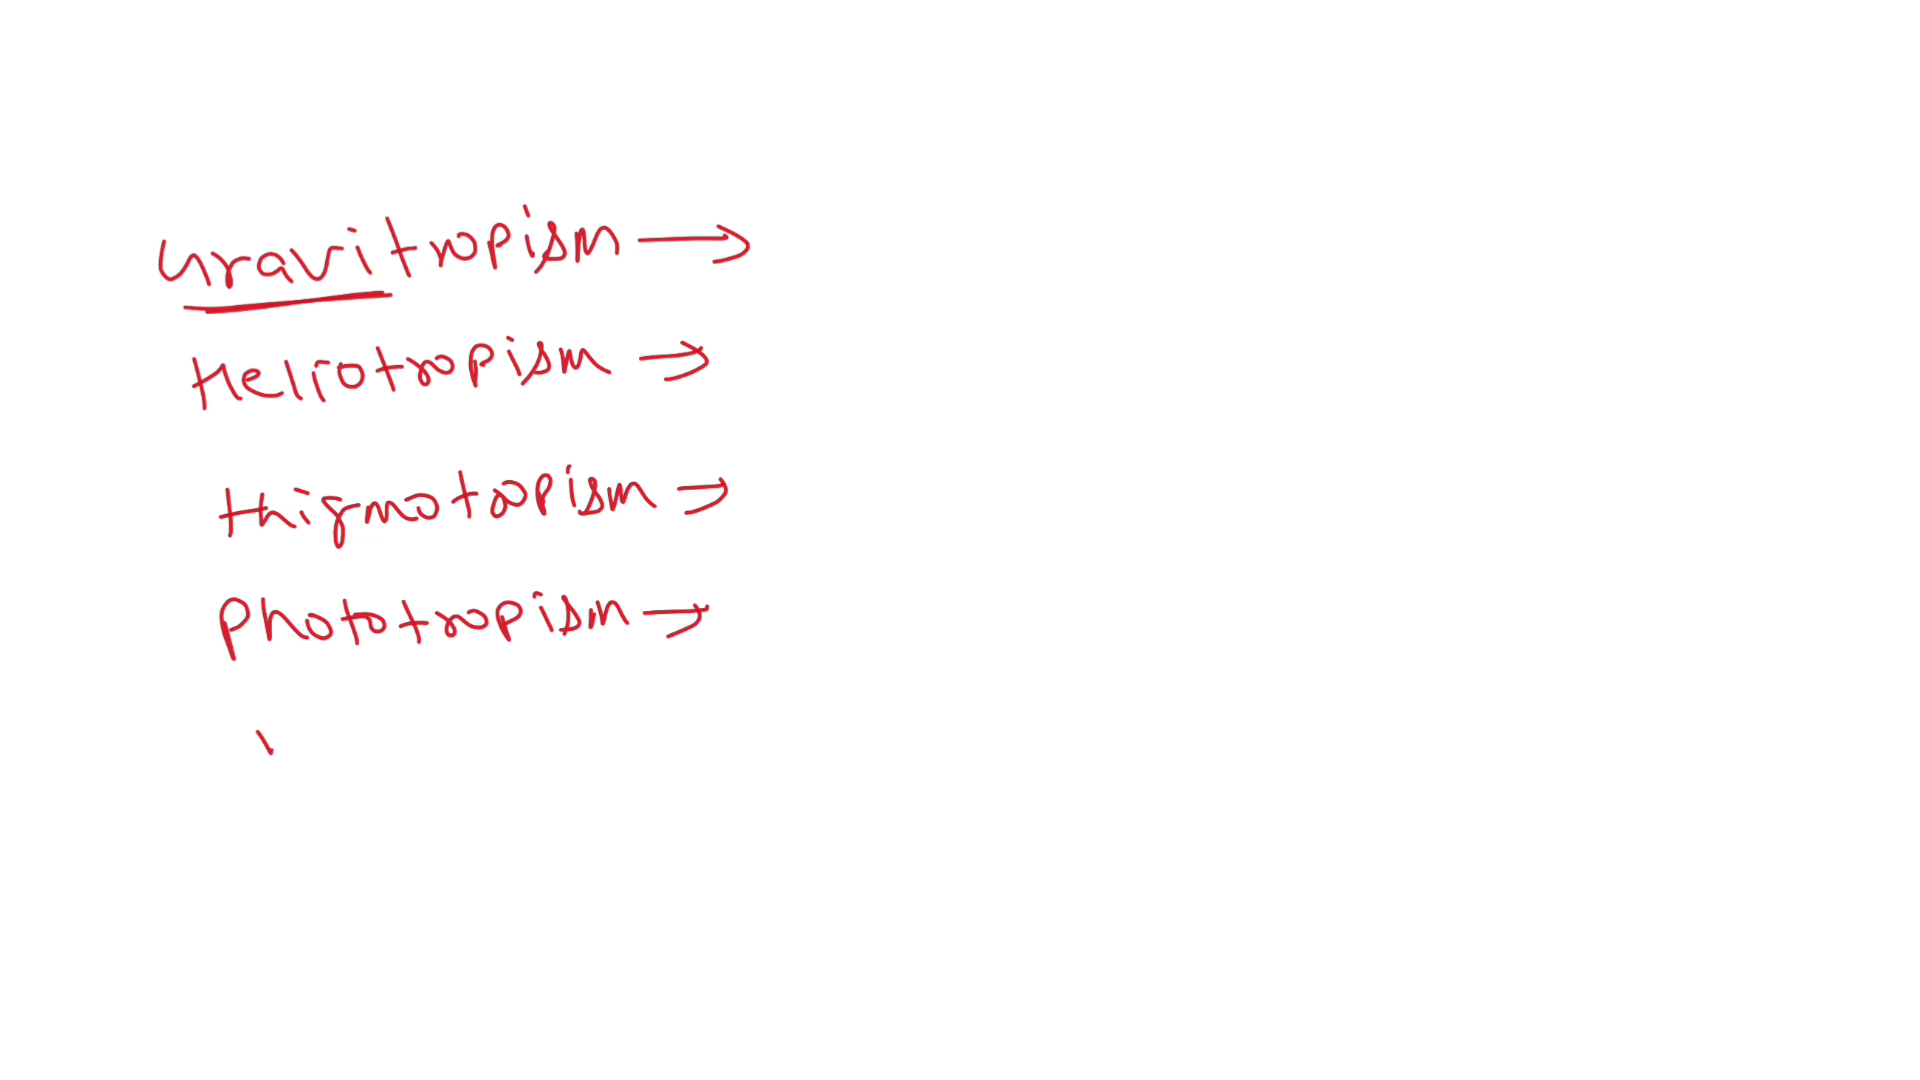 Gravitropism →
Heliotropism →
thigmotropism →
phototropism →